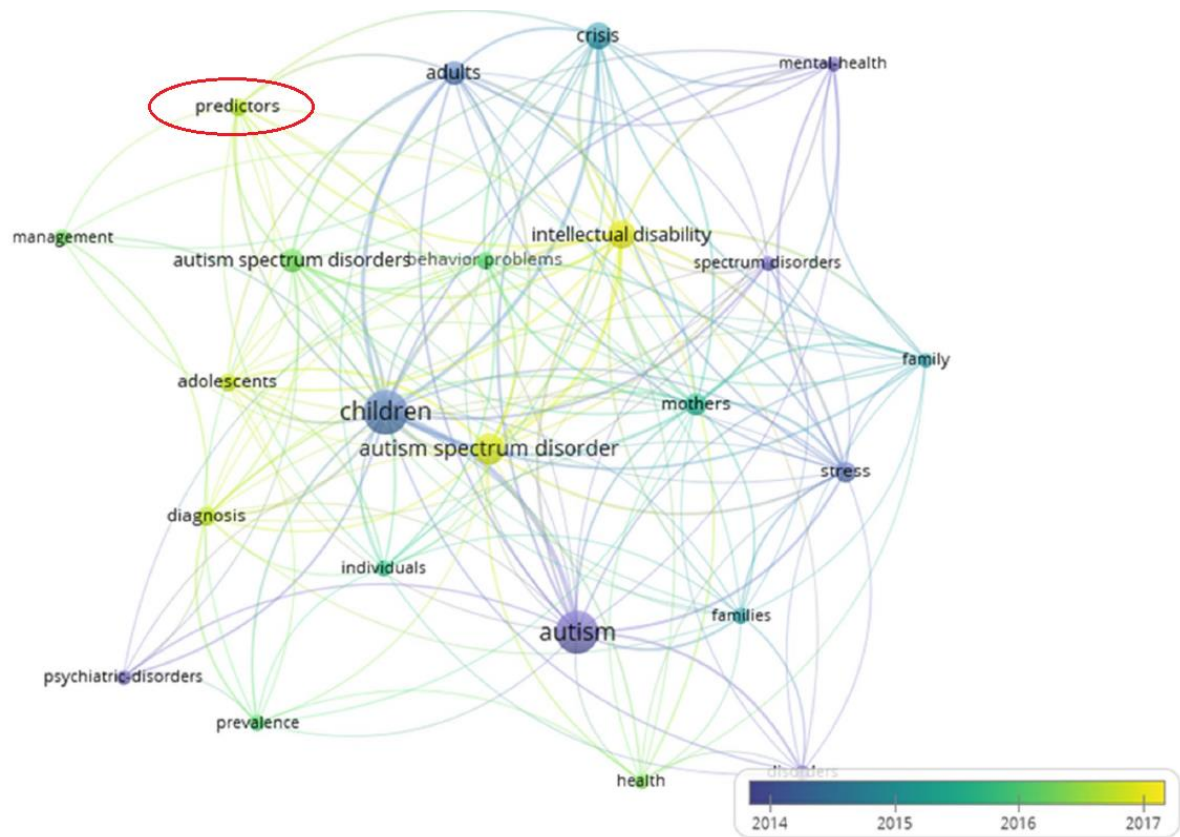 crisis
mental-health
adults
predictors
management
intellectual disability
autism spectrum disorders
behavior problems
spectrum disorders
family
adolescents
children
mothers
autism spectrum disorder
stress
diagnosis
individuals
families
autism
psychiatric-disorders
prevalence
health
disorders
2014 2015 2016 2017